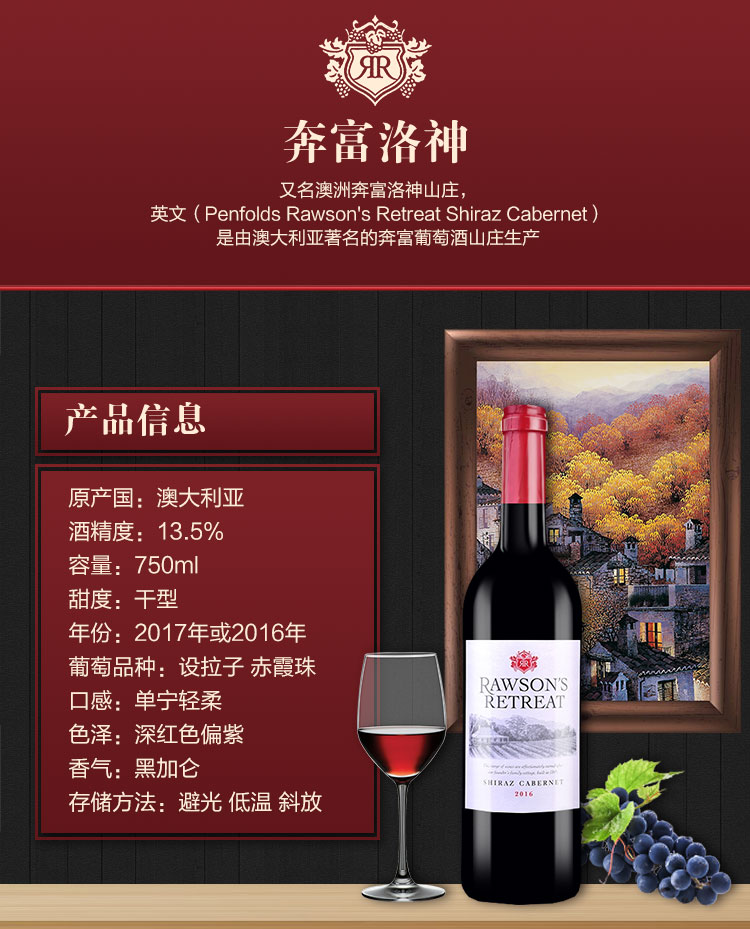 RR
奔富洛神
又名澳洲奔富洛神山庄，
英文（Penfolds Rawson's Retreat Shiraz Cabernet）
是由澳大利亚著名的奔富葡萄酒山庄生产
产品信息
原产国：澳大利亚
酒精度：13.5%
容量：750ml
甜度：干型
年份：2017年或2016年
葡萄品种：设拉子 赤霞珠
口感：单宁轻柔
色泽：深红色偏紫
香气：黑加仑
存储方法：避光 低温 斜放
RAWSON'S
RETREAT
SHIRAZ CABERNET
2016